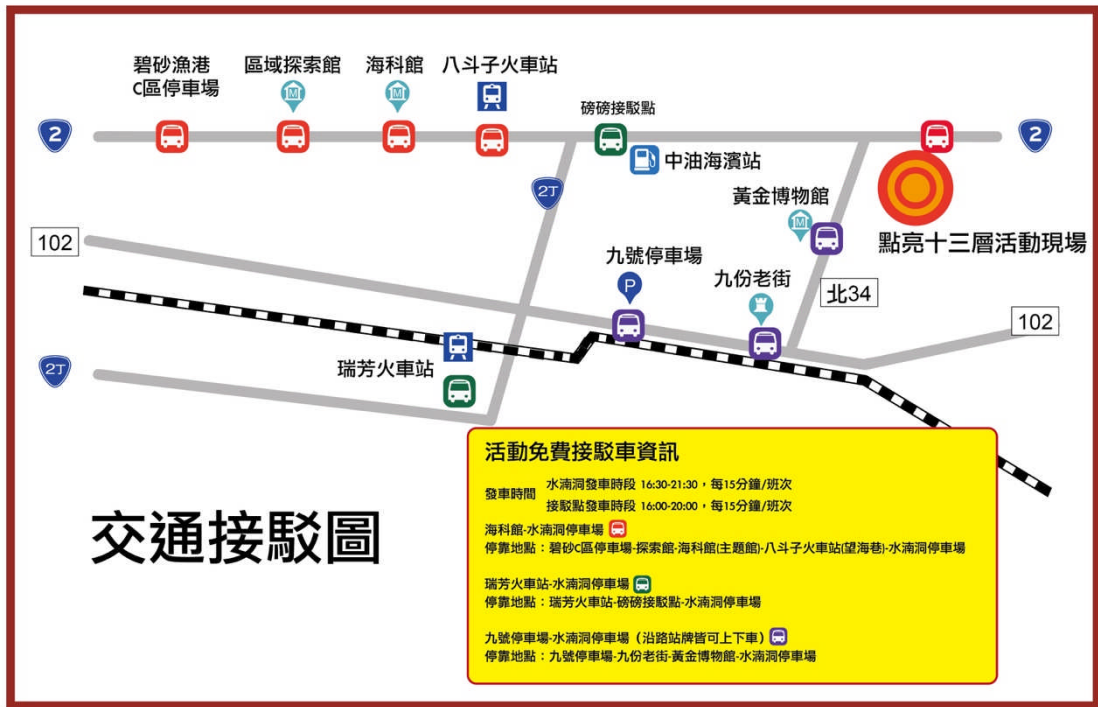 碧砂漁港
C區停車場
區域探索館
海科館
八斗子火車站
磅磅接駁點
2
2
中油海濱站
2丁
黃金博物館
點亮十三層活動現場
102
九號停車場
P
九份老街
北34
102
瑞芳火車站
2丁
交通接駁圖
活動免費接駁車資訊
發車時間
水湳洞發車時段 16:30-21:30，每15分鐘/班次
接駁點發車時段 16:00-20:00，每15分鐘/班次
海科館-水湳洞停車場
停靠地點：碧砂C區停車場-探索館-海科館(主題館)-八斗子火車站(望海巷)-水湳洞停車場
瑞芳火車站-水湳洞停車場
停靠地點：瑞芳火車站-磅磅接駁點-水湳洞停車場
九號停車場-水湳洞停車場（沿路站牌皆可上下車）
停靠地點：九號停車場-九份老街-黃金博物館-水湳洞停車場